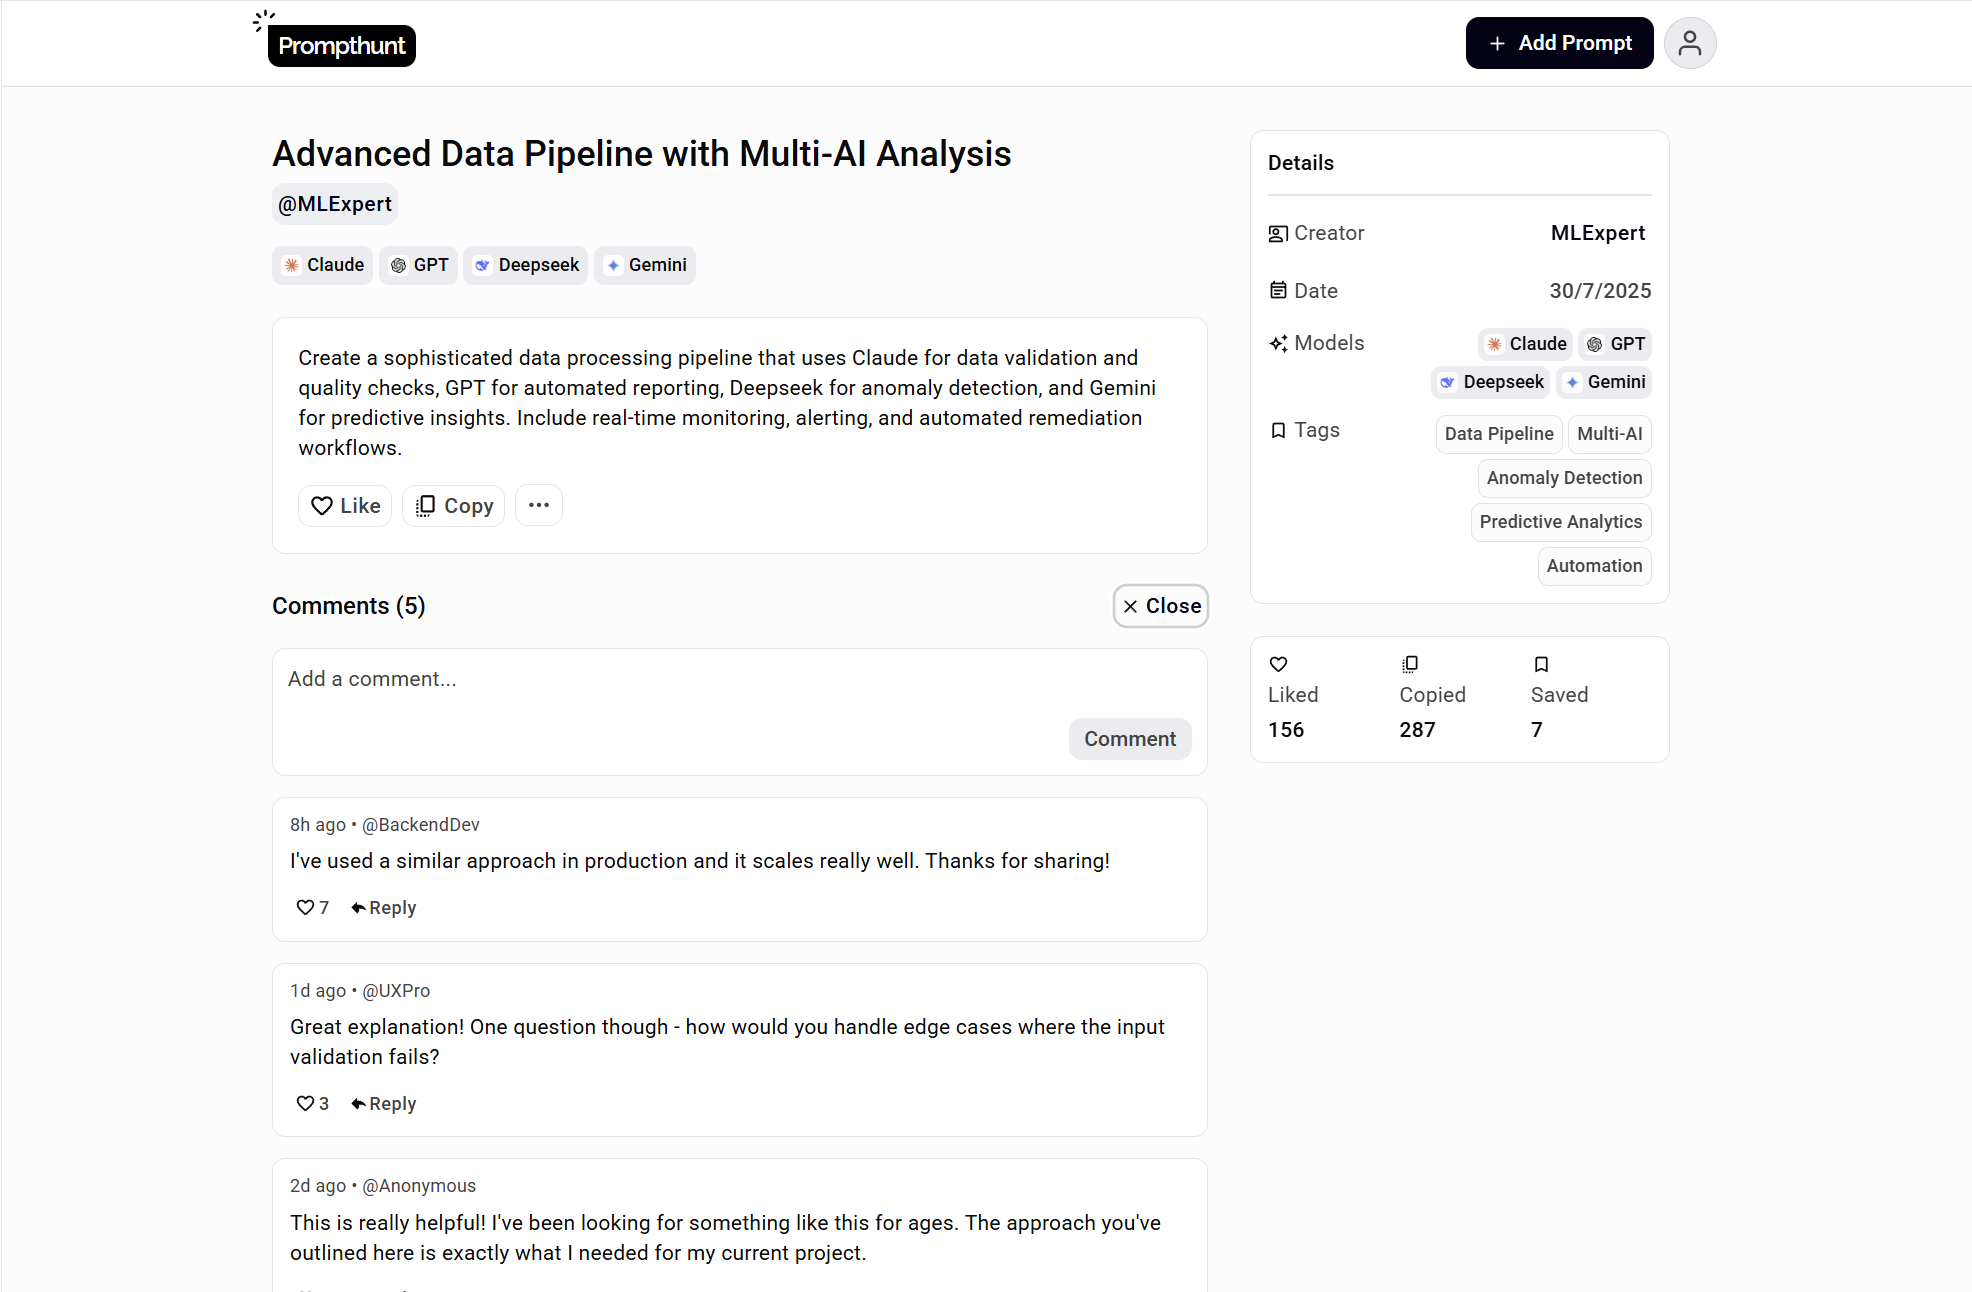 Prompthunt
Add Prompt
Advanced Data Pipeline with Multi-AI Analysis
@MLExpert
Claude GPT Deepseek Gemini
Create a sophisticated data processing pipeline that uses Claude for data validation and
quality checks, GPT for automated reporting, Deepseek for anomaly detection, and Gemini
for predictive insights. Include real-time monitoring, alerting, and automated remediation
workflows.
Like Copy
Comments (5)
Close
Add a comment...
Comment
8h ago • @BackendDev
I've used a similar approach in production and it scales really well. Thanks for sharing!
7 Reply
1d ago • @UXPro
Great explanation! One question though - how would you handle edge cases where the input
validation fails?
3 Reply
2d ago • @Anonymous
This is really helpful! I've been looking for something like this for ages. The approach you've
outlined here is exactly what I needed for my current project.
Details
Creator MLExpert
Date 30/7/2025
Models Claude GPT
Deepseek Gemini
Tags Data Pipeline Multi-AI
Anomaly Detection
Predictive Analytics
Automation
Liked Copied Saved
156 287 7